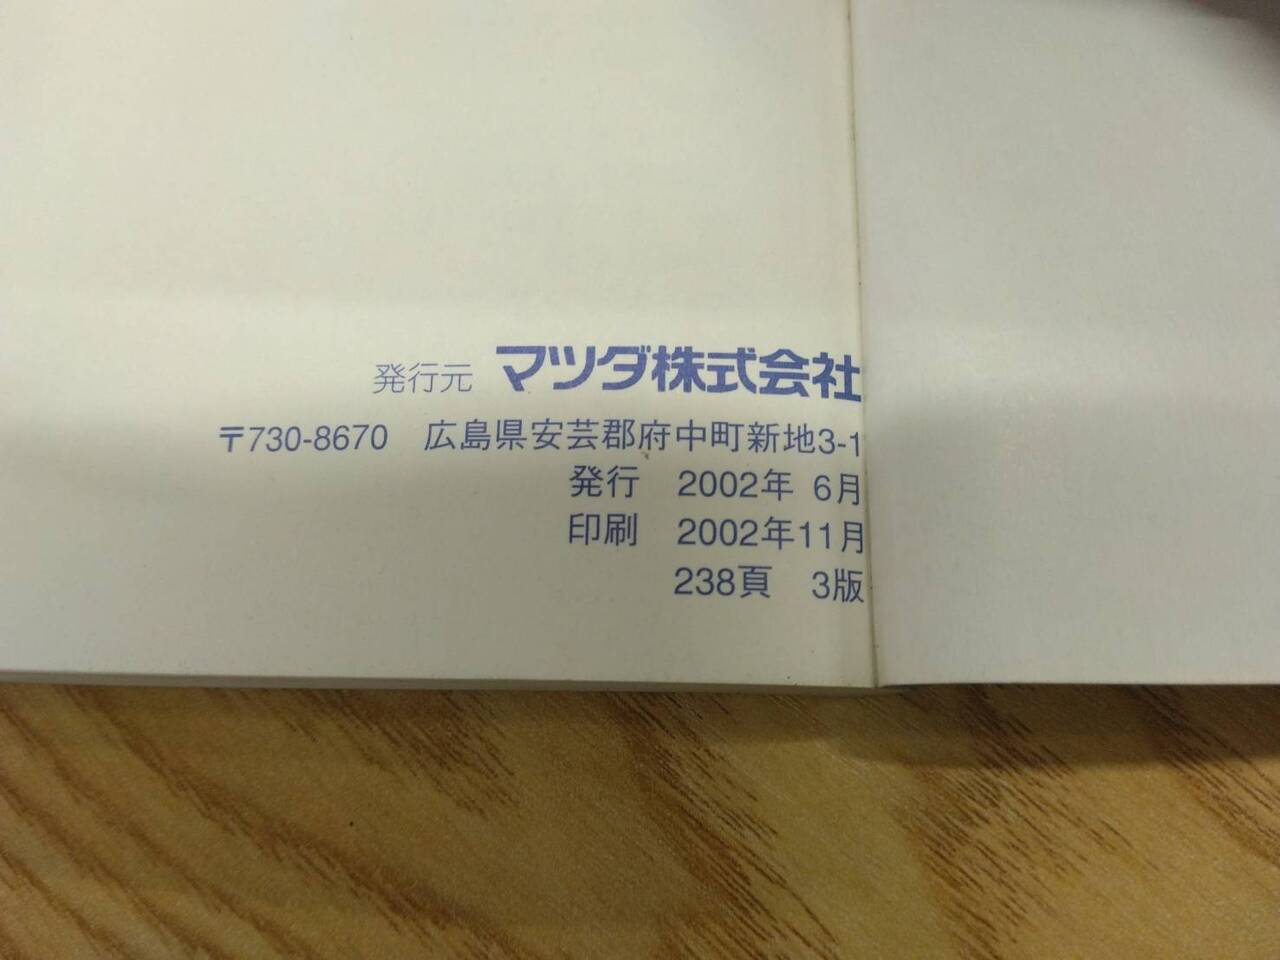 発行元 マツダ株式会社
〒730-8670 広島県安芸郡府中町新地3-1
発行 2002年 6月
印刷 2002年11月
238頁 3版